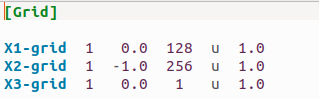 [Grid]
X1-grid 1 0.0 128 u 1.0
X2-grid 1 -1.0 256 u 1.0
X3-grid 1 0.0 1 u 1.0